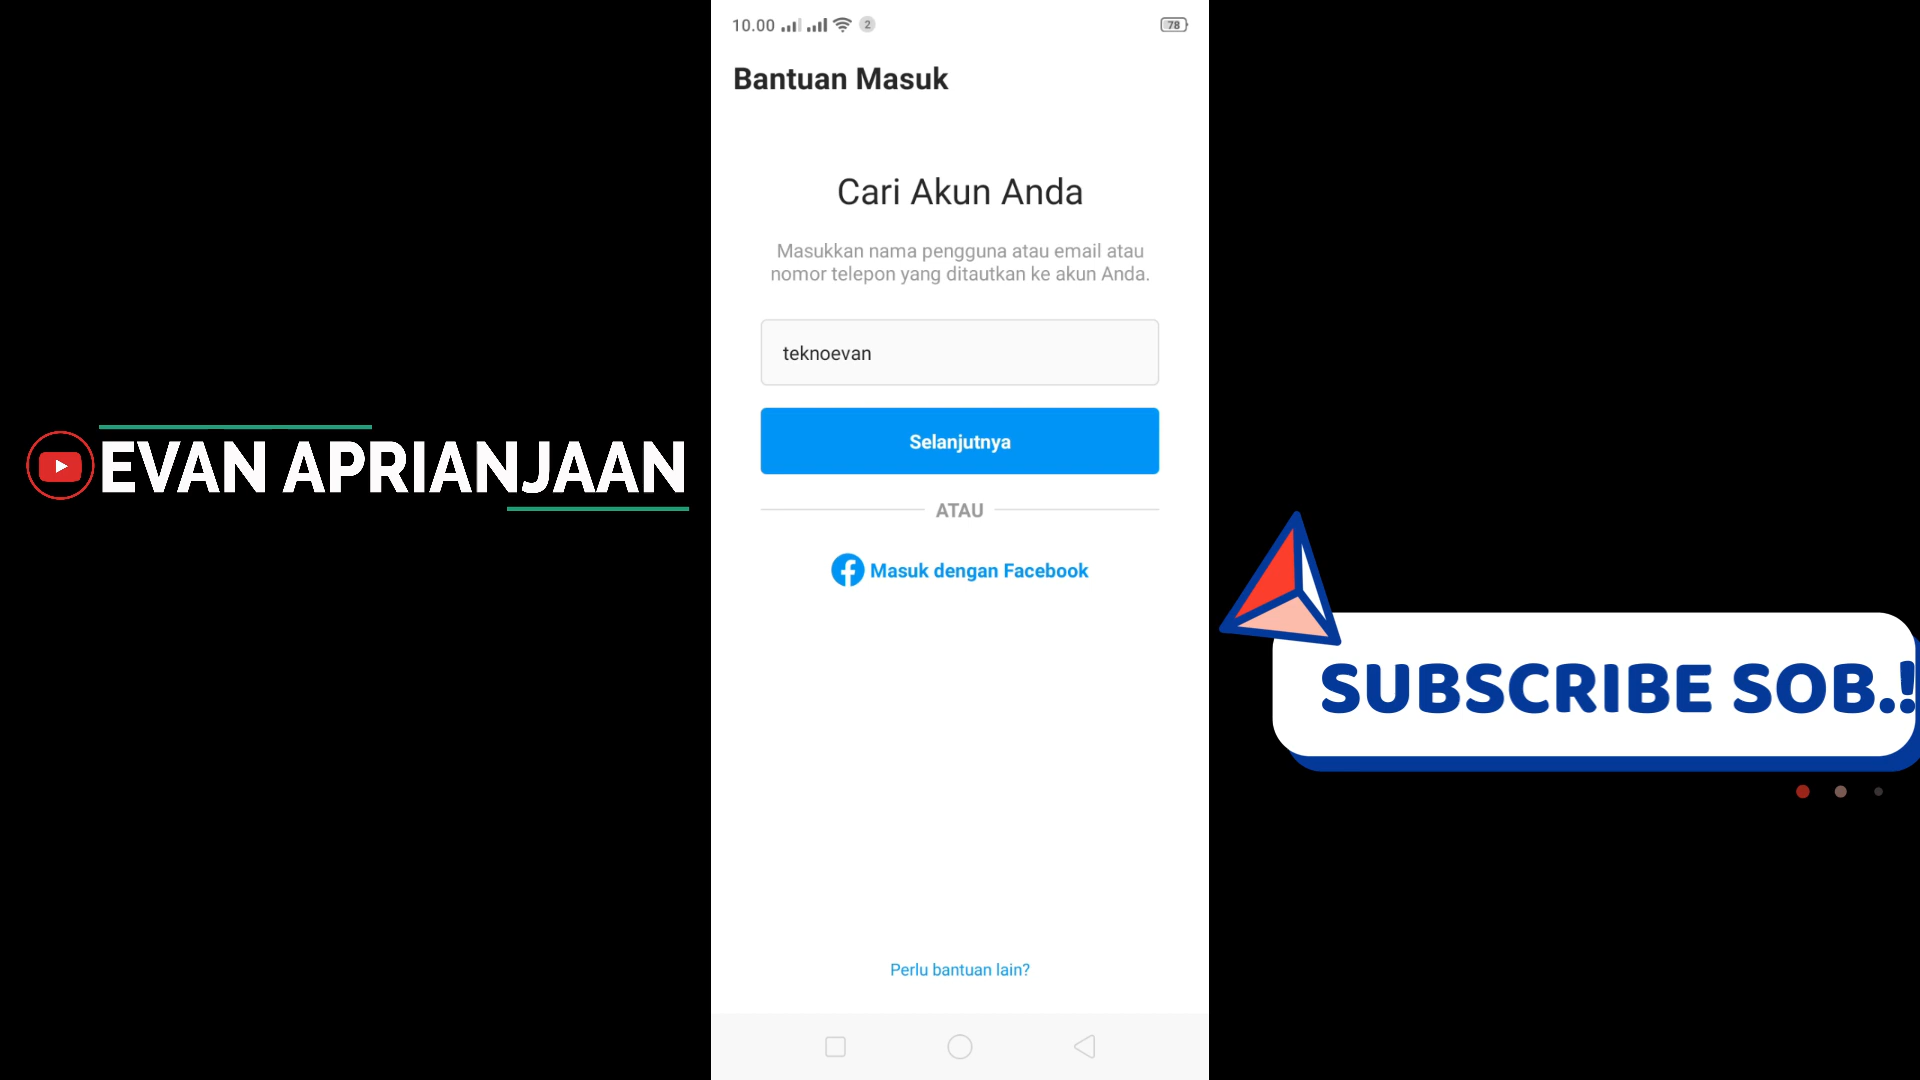 10.00
2
78
Bantuan Masuk
Cari Akun Anda
Masukkan nama pengguna atau email atau
nomor telepon yang ditautkan ke akun Anda.
teknoevan
Selanjutnya
ATAU
Masuk dengan Facebook
Perlu bantuan lain?
EVAN APRIANJAAN
SUBSCRIBE SOB.!